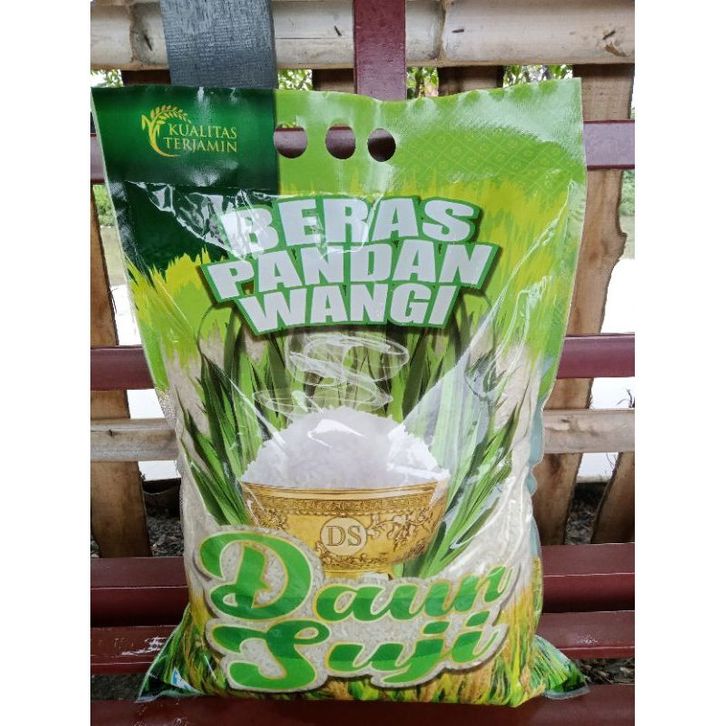 KUALITAS
TERJAMIN
BERAS
PANDAN
WANGI
DS
Daun
Suji